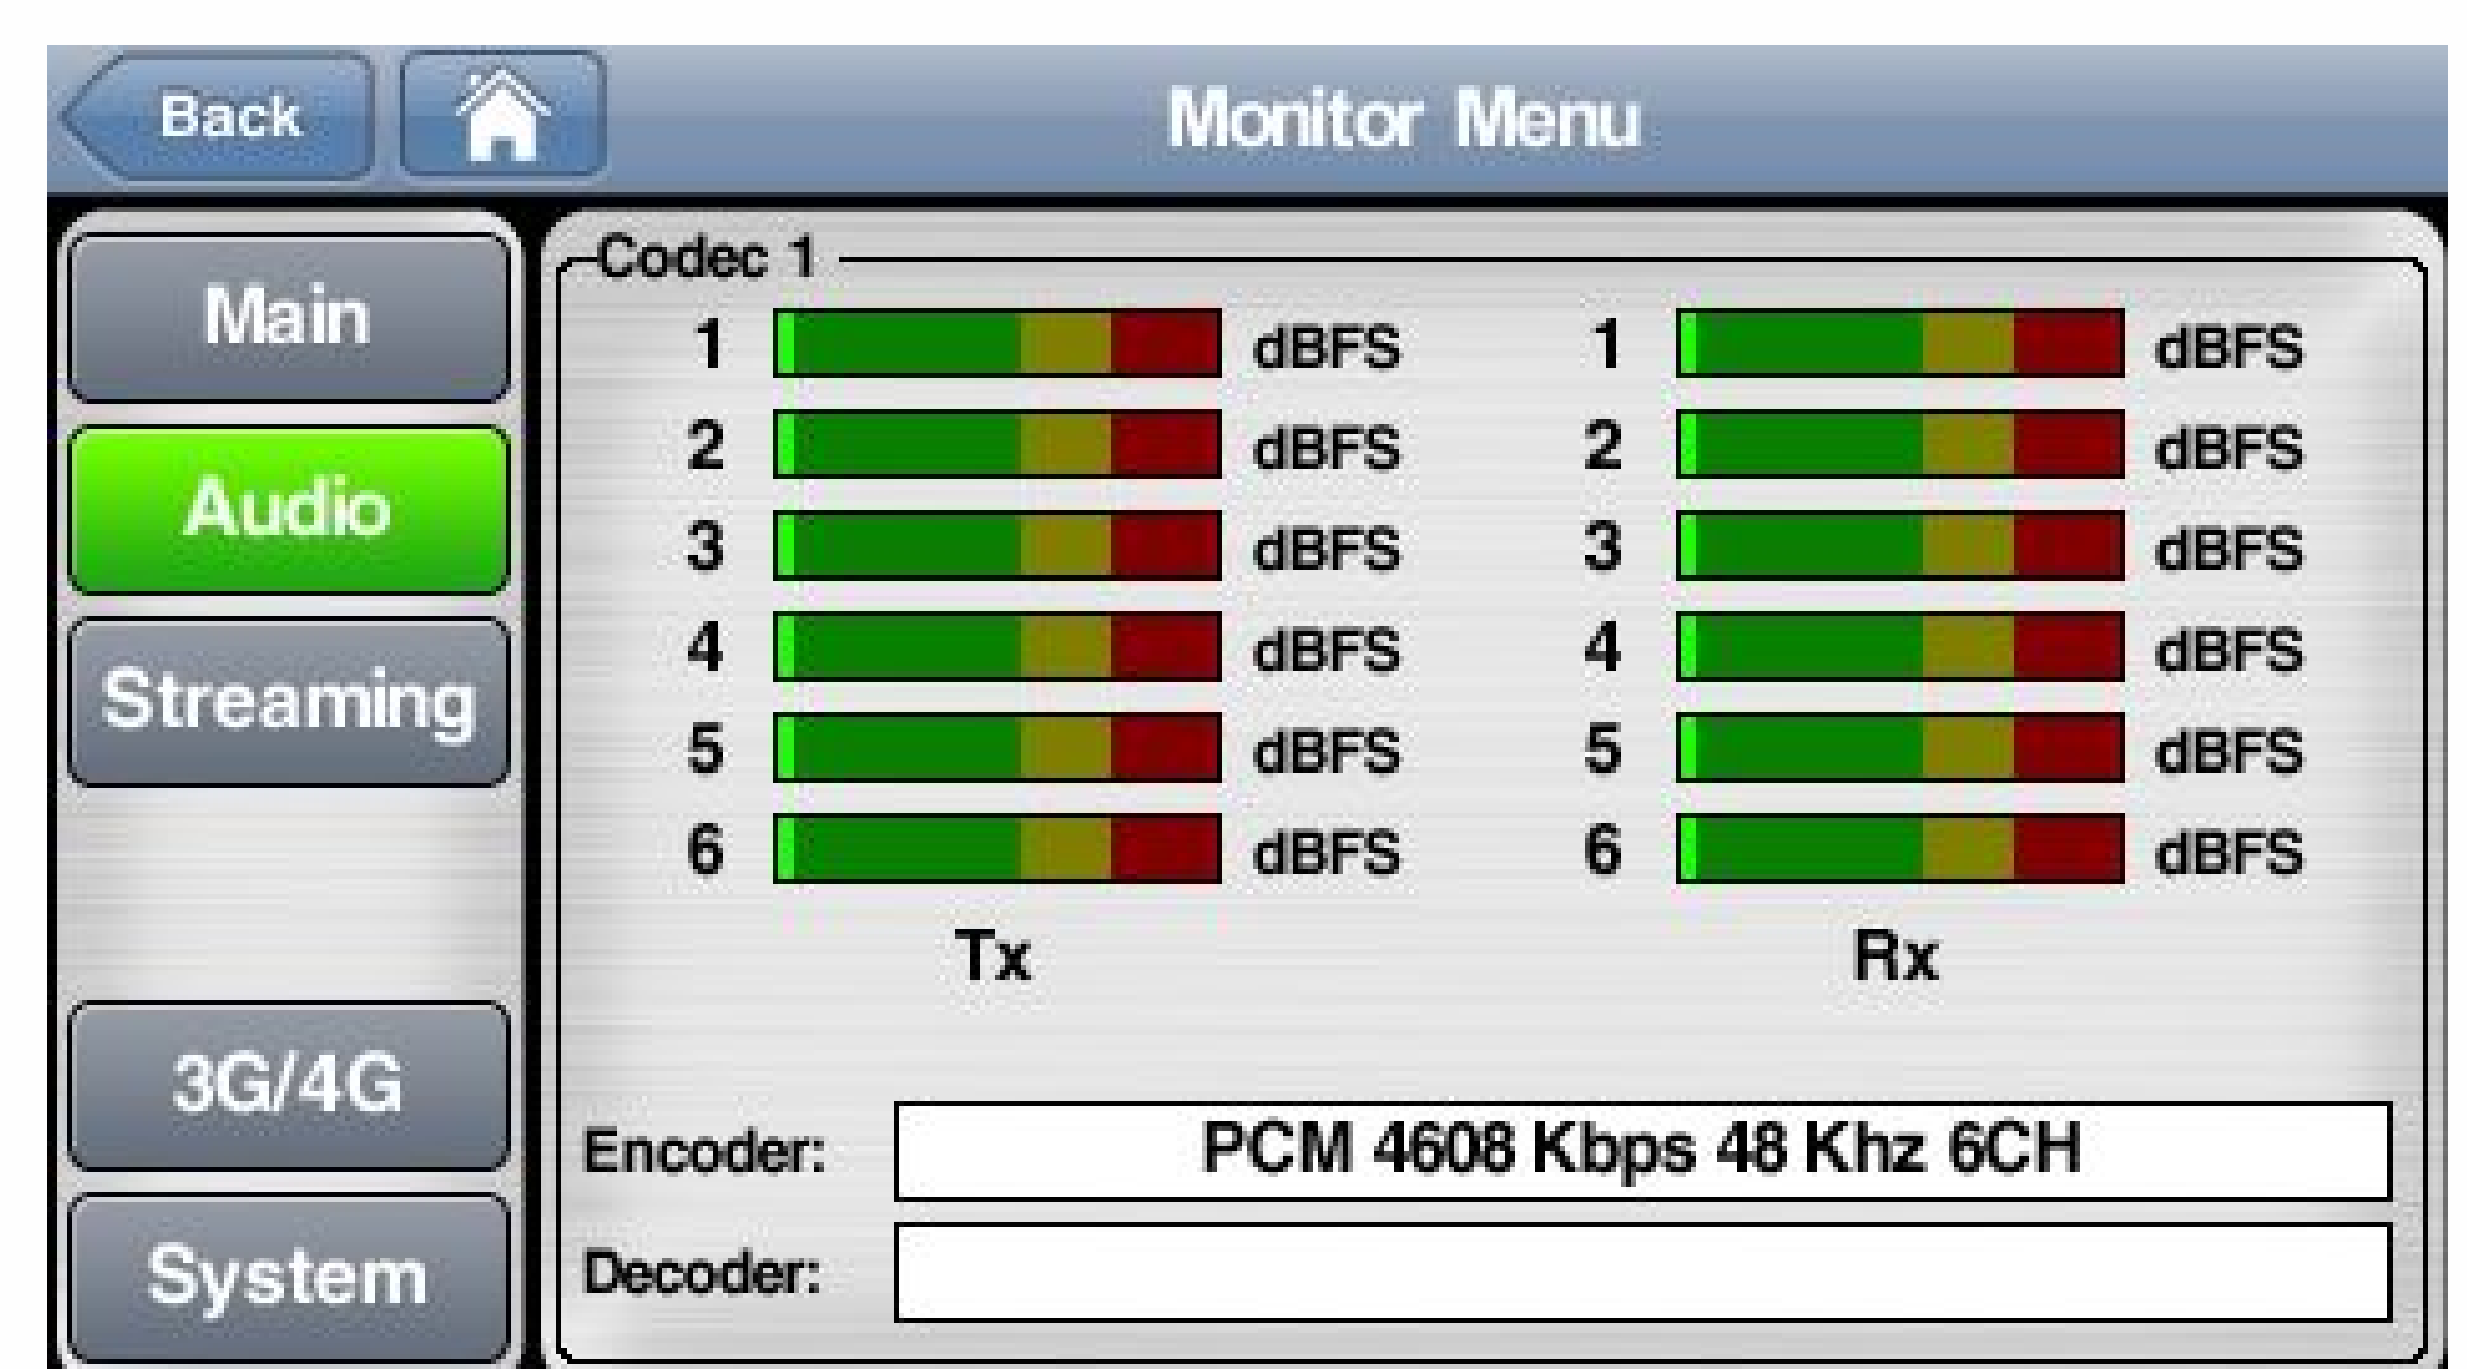 Back
Monitor Menu
Main
Audio
Streaming
3G/4G
System
Codec 1
1 dBFS 1 dBFS
2 dBFS 2 dBFS
3 dBFS 3 dBFS
4 dBFS 4 dBFS
5 dBFS 5 dBFS
6 dBFS 6 dBFS
Tx Rx
Encoder: PCM 4608 Kbps 48 Khz 6CH
Decoder: